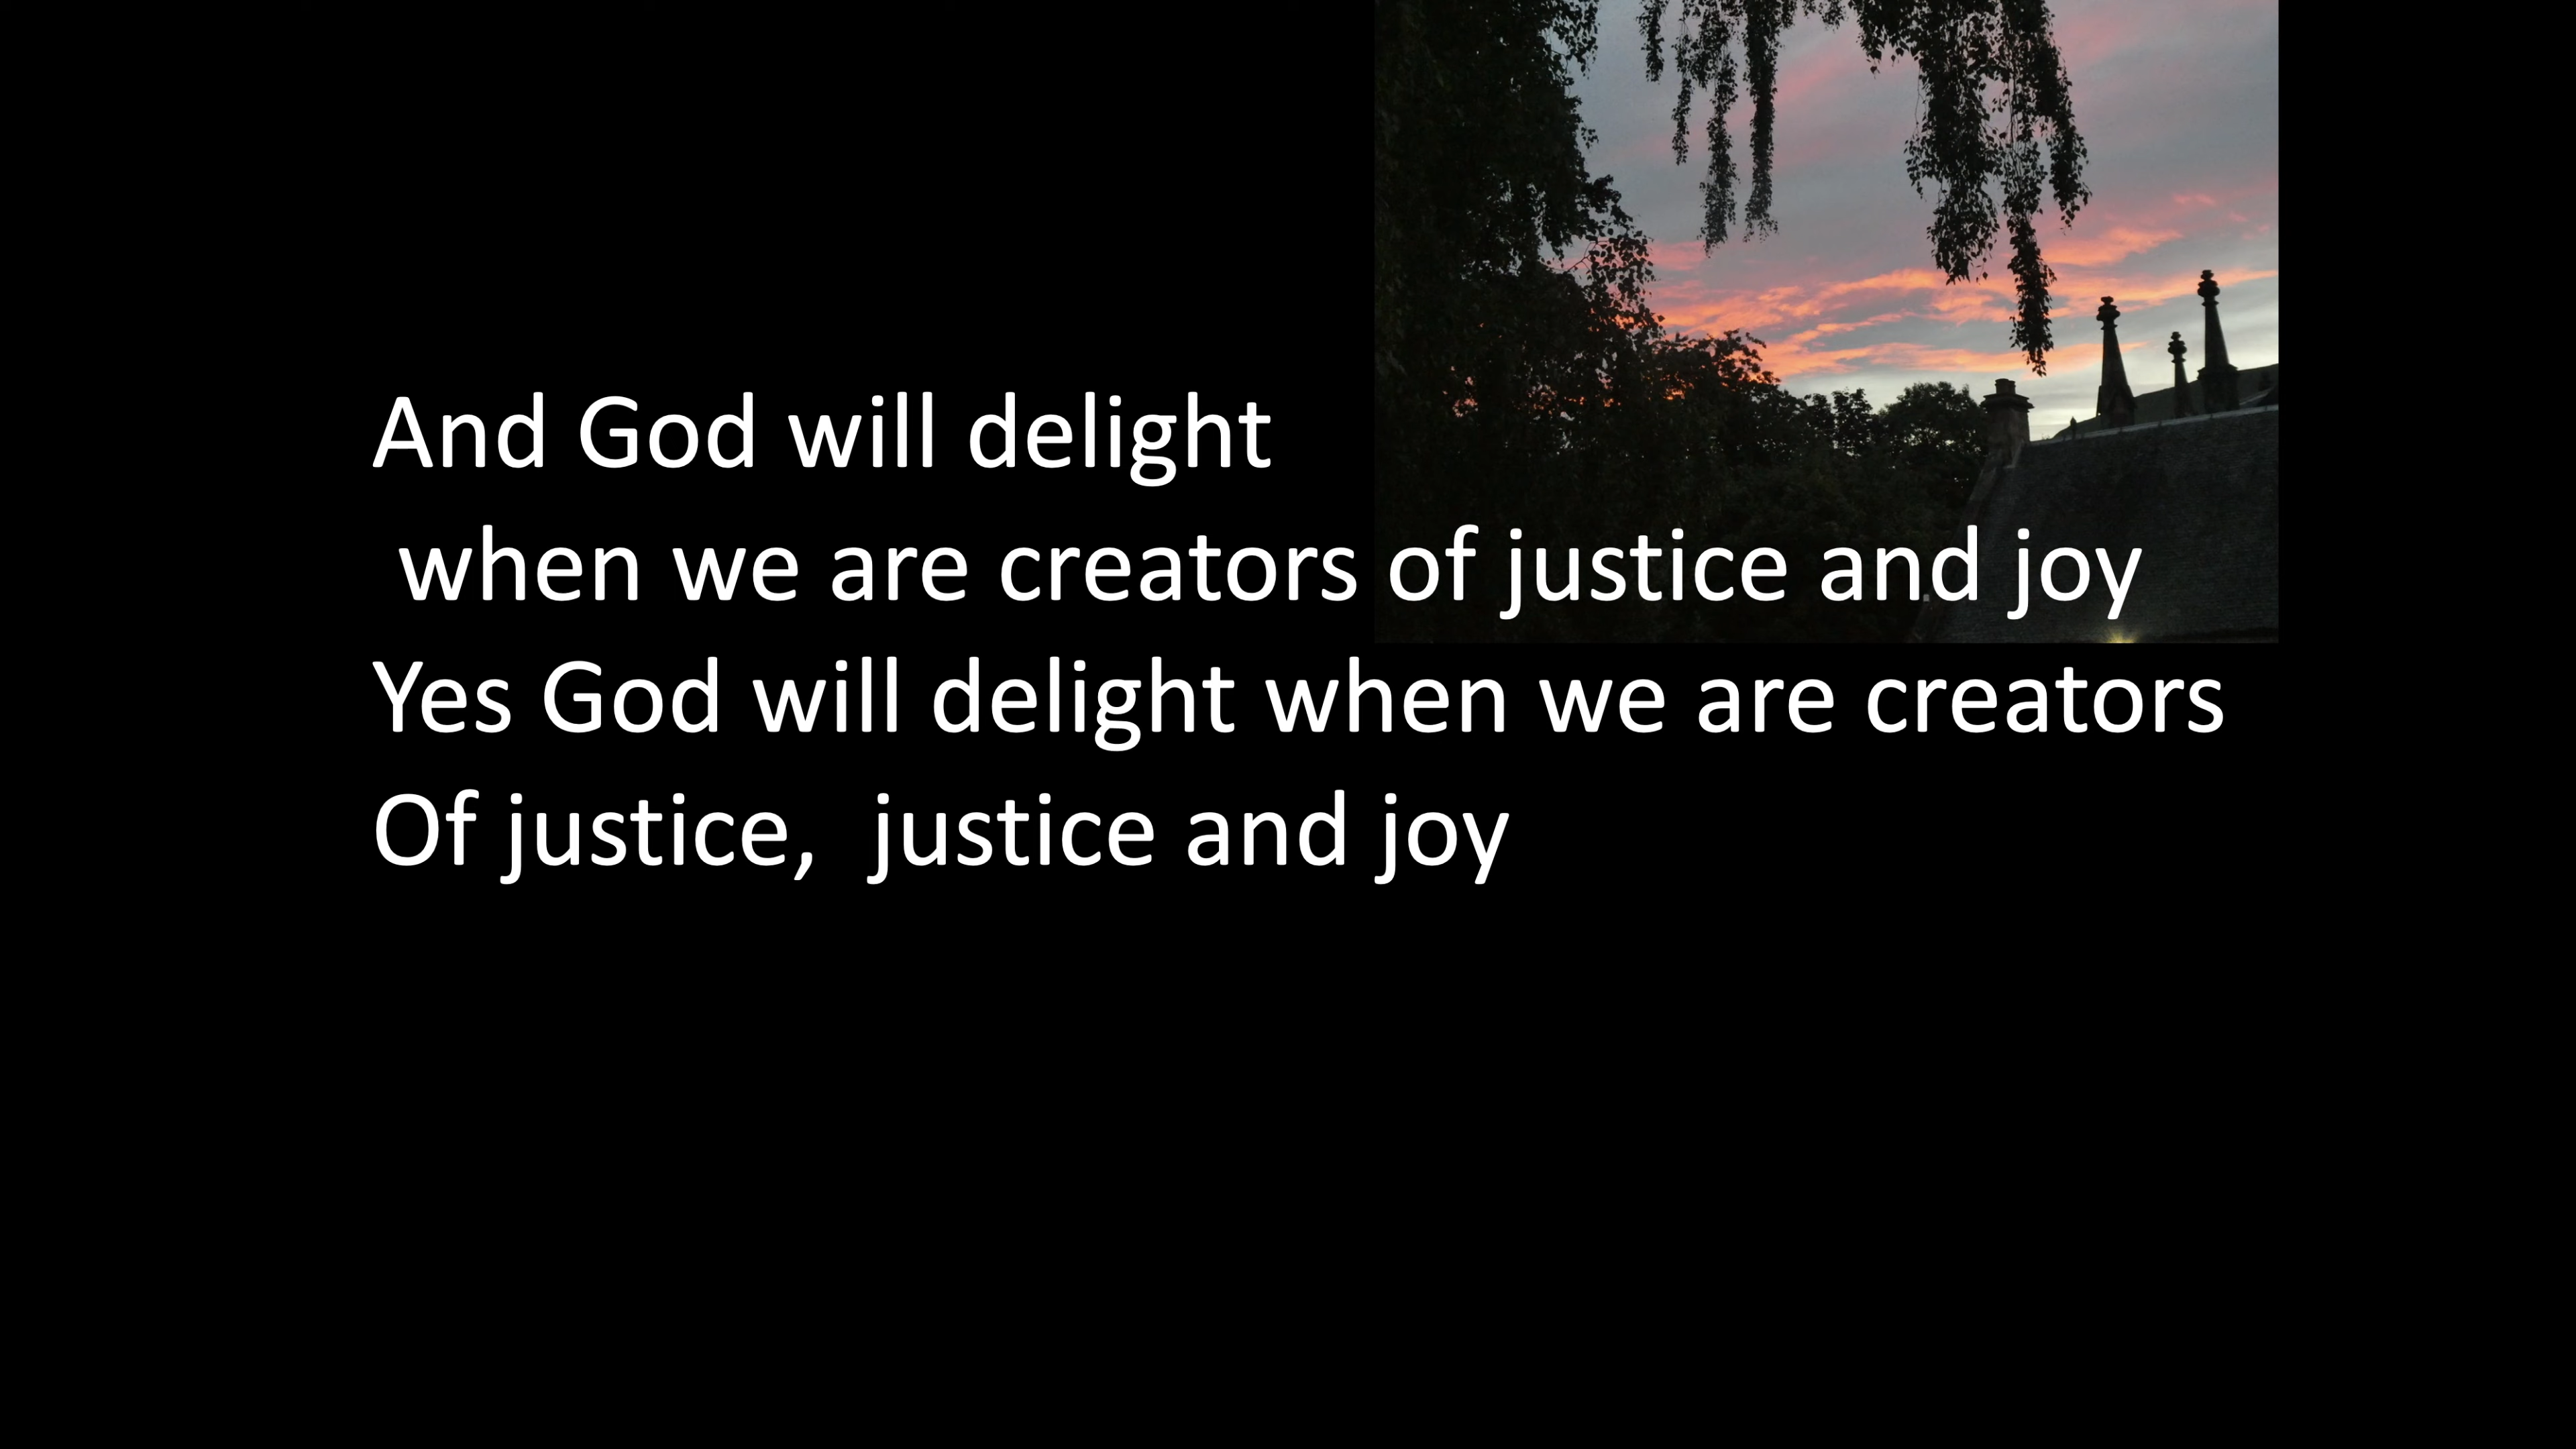 And God will delight
when we are creators of justice and joy
Yes God will delight when we are creators
Of justice,  justice and joy